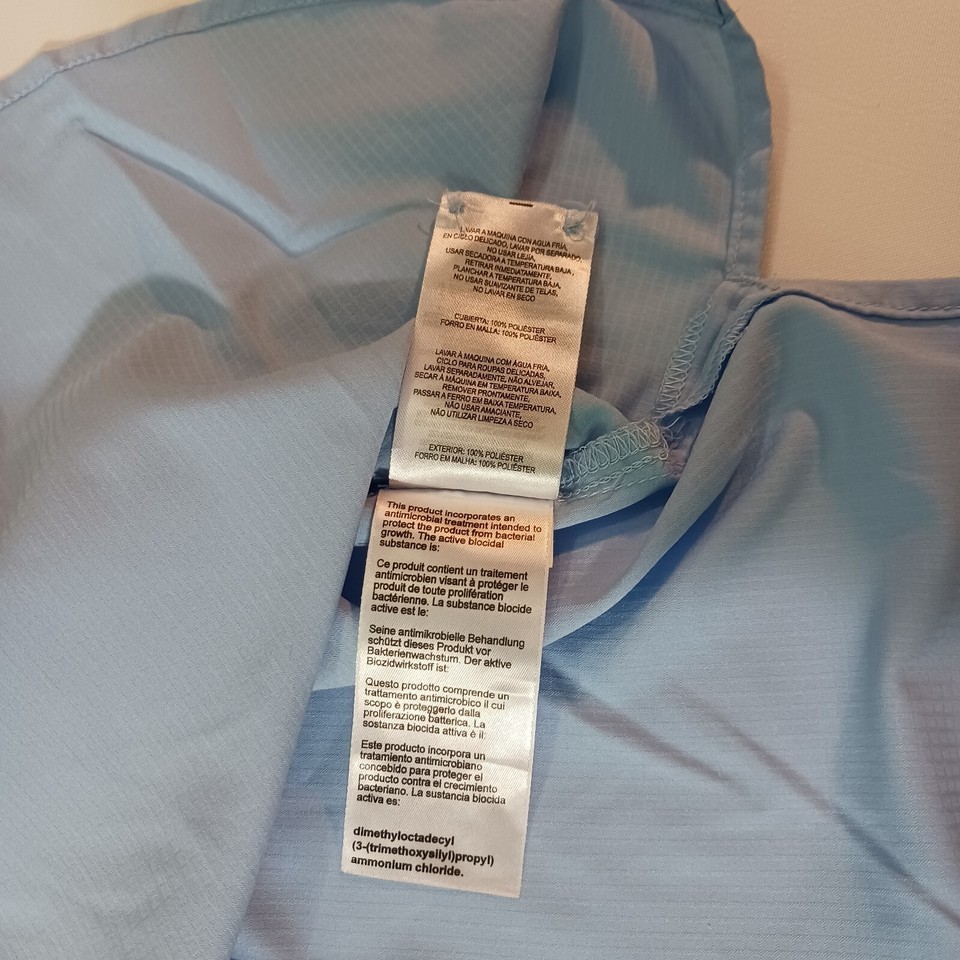 LAVAR A MAQUINA CON AGUA FRÍA,
EN CICLO DELICADO, LAVAR POR SEPARADO,
NO USAR LEJÍA,
USAR SECADORA A TEMPERATURA BAJA,
RETIRAR INMEDIATAMENTE,
PLANCHAR A TEMPERATURA BAJA,
NO USAR SUAVIZANTE DE TELAS,
NO LAVAR EN SECO
CUBIERTA: 100% POLIÉSTER
FORRO EN MALLA: 100% POLIÉSTER
LAVAR À MAQUINA COM ÁGUA FRIA,
CICLO PARA ROUPAS DELICADAS,
LAVAR SEPARADAMENTE, NÃO ALVEJAR,
SECAR À MÁQUINA EM TEMPERATURA BAIXA,
REMOVER PRONTAMENTE,
PASSAR A FERRO EM BAIXA TEMPERATURA,
NÃO USAR AMACIANTE,
NÃO UTILIZAR LIMPEZA A SECO
EXTERIOR: 100% POLIÉSTER
FORRO EM MALHA: 100% POLIÉSTER
This product incorporates an
antimicrobial treatment intended to
protect the product from bacterial
growth. The active biocidal
substance is:
Ce produit contient un traitement
antimicrobien visant à protéger le
produit de toute prolifération
bactérienne. La substance biocide
active est le:
Seine antimikrobielle Behandlung
schützt dieses Produkt vor
Bakterienwachstum. Der aktive
Biozidwirkstoff ist:
Questo prodotto comprende un
trattamento antimicrobico il cui
scopo è proteggerlo dalla
proliferazione batterica. La
sostanza biocida attiva è il:
Este producto incorpora un
tratamiento antimicrobiano
concebido para proteger el
producto contra el crecimiento
bacteriano. La sustancia biocida
activa es:
dimethyloctadecyl
(3-(trimethoxysilyl)propyl)
ammonium chloride.